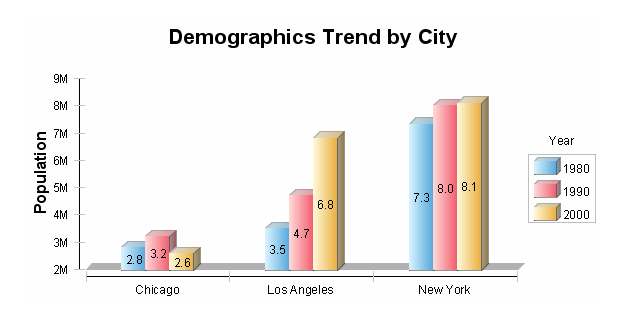 Demographics Trend by City
Population
9M
8M
7M
6M
5M
4M
3M
2M
2.8
3.2
2.6
3.5
4.7
6.8
7.3
8.0
8.1
Chicago
Los Angeles
New York
Year
1980
1990
2000